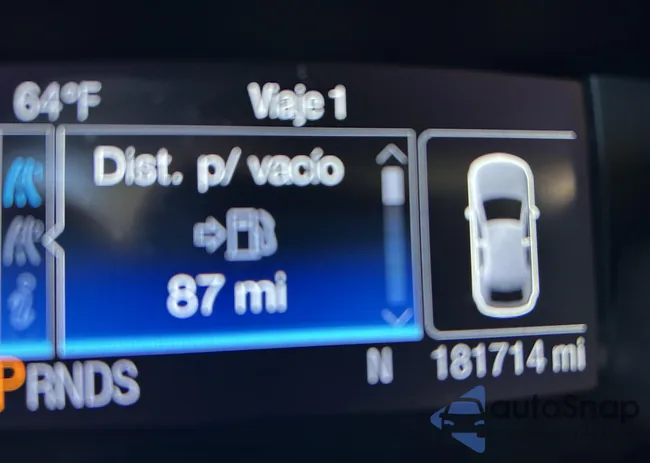 64°F Viaje 1
Dist. p/ vacío
87 mi
PRNDS N 181714 mi
autoSnap